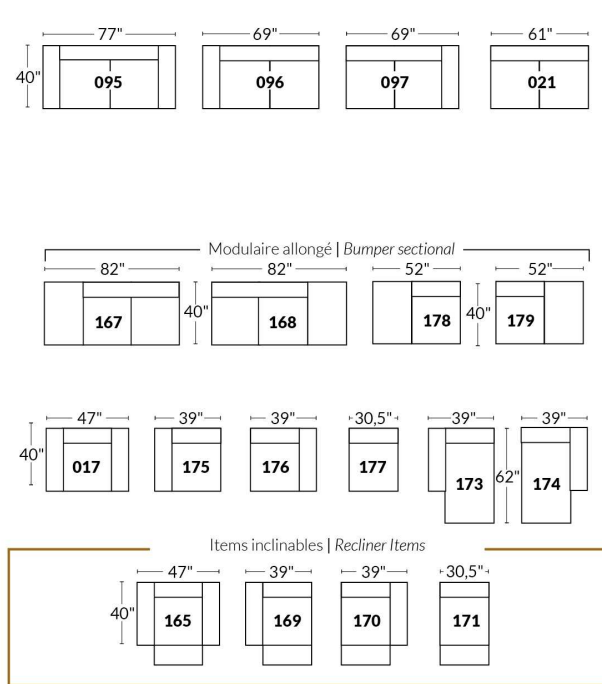 77" 69" 69" 61"
40" 095 096 097 021
Modulaire allongé | Bumper sectional
82" 82" 52" 52"
167 40" 168 178 40" 179
47" 39" 39" 30,5" 39" 39"
40" 017 175 176 177 173 62" 174
Items inclinables | Recliner Items
47" 39" 39" 30,5"
40" 165 169 170 171